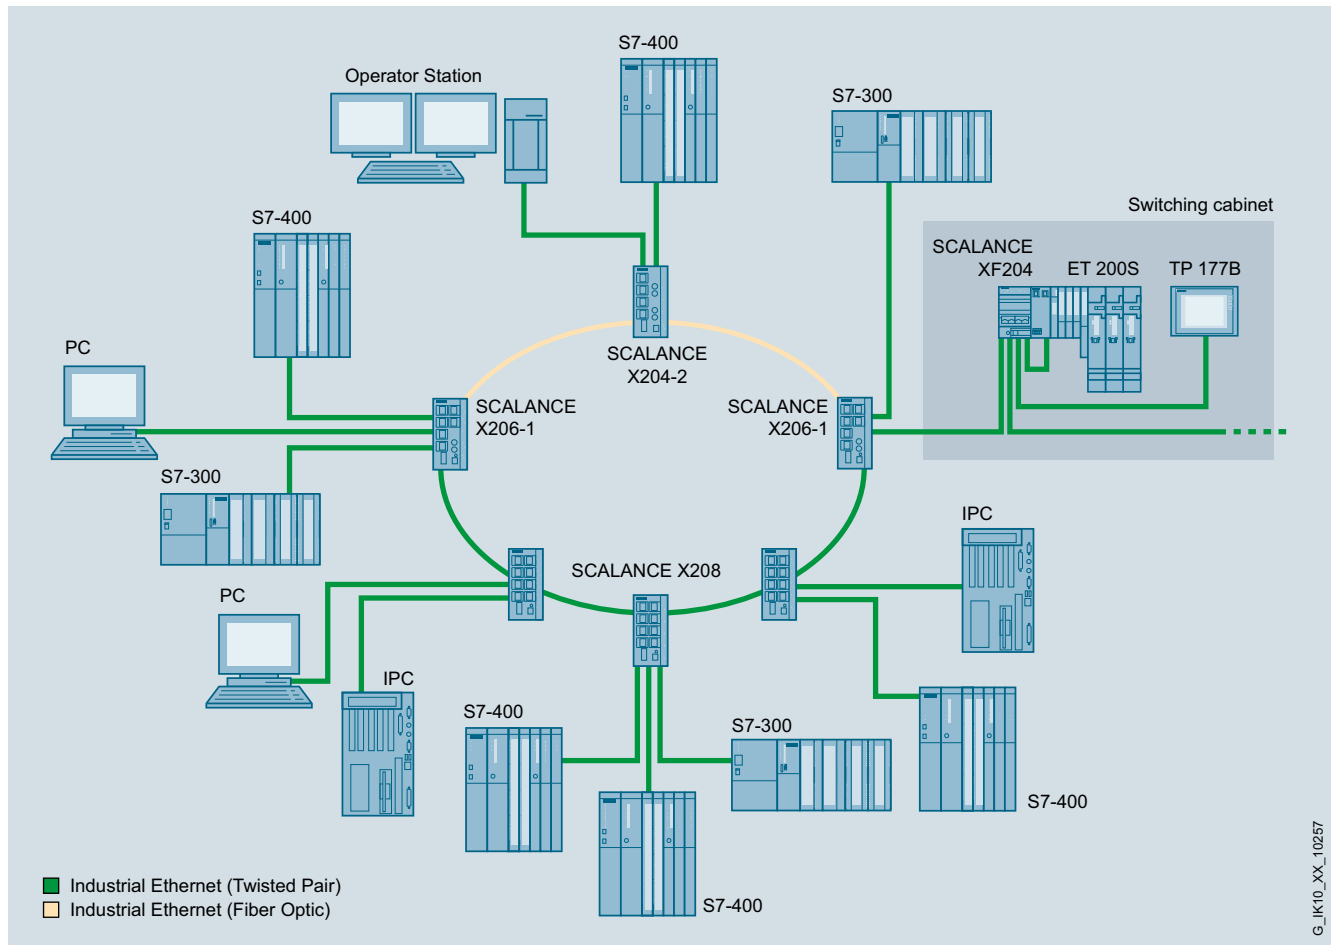 S7-400
Operator Station
S7-300
Switching cabinet
S7-400
SCALANCE
XF204
ET 200S
TP 177B
PC
SCALANCE
X204-2
SCALANCE
X206-1
SCALANCE
X206-1
S7-300
IPC
SCALANCE X208
PC
IPC
S7-400
S7-300
S7-400
S7-400
Industrial Ethernet (Twisted Pair)
Industrial Ethernet (Fiber Optic)
G_IK10_XX_10257